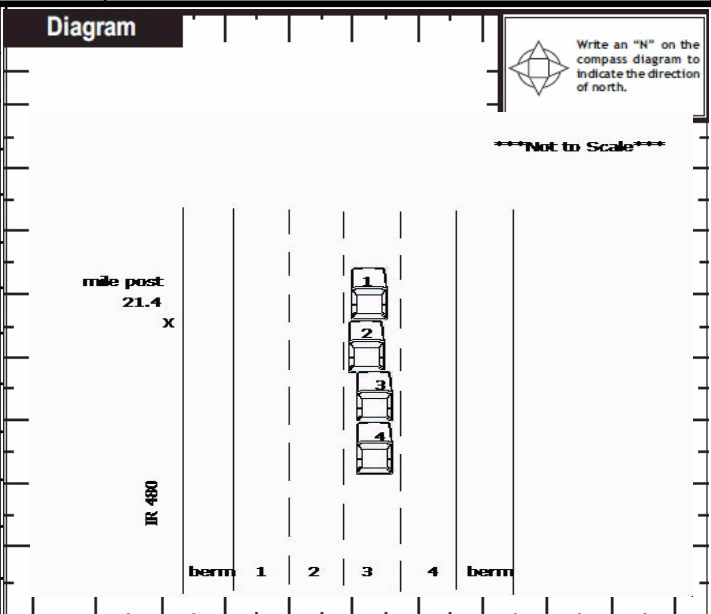 Diagram
Write an “N” on the
compass diagram to
indicate the direction
of north.
***Not to Scale***
mile post
21.4
X
1
2
3
4
IR 480
berm 1 2 3 4 berm